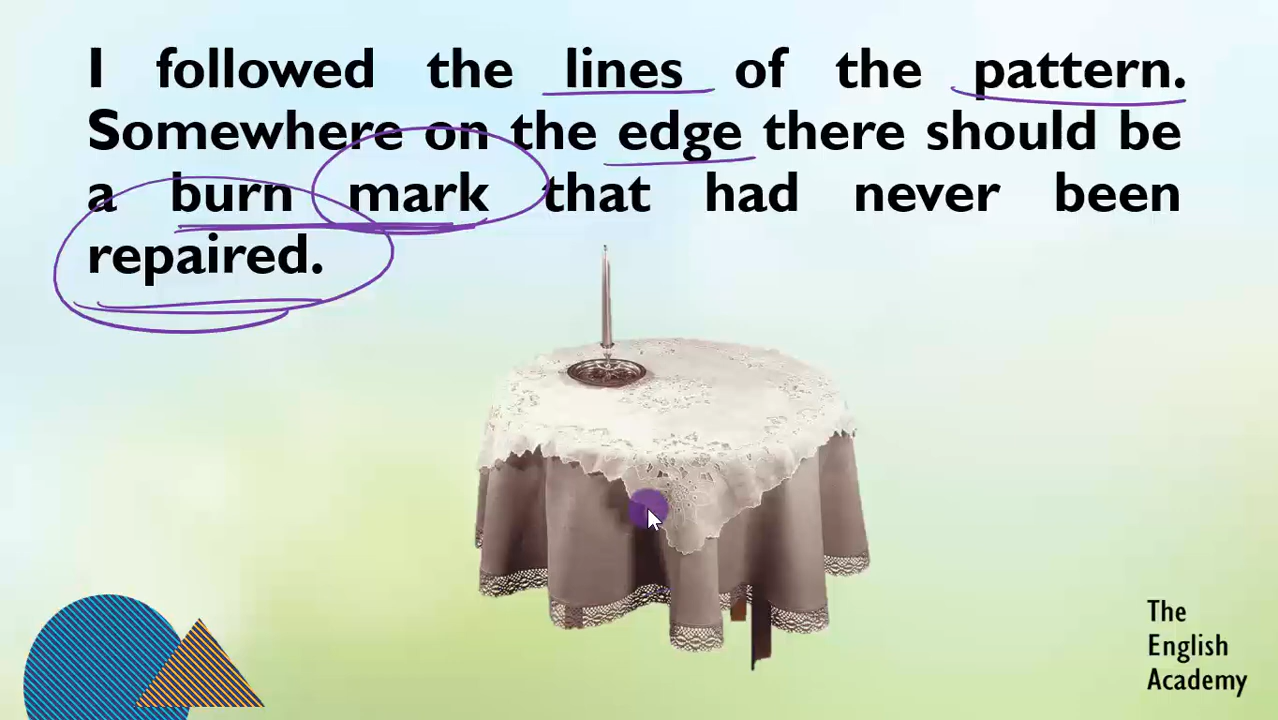 I followed the lines of the pattern.
Somewhere on the edge there should be
a burn mark that had never been
repaired.
The
English
Academy